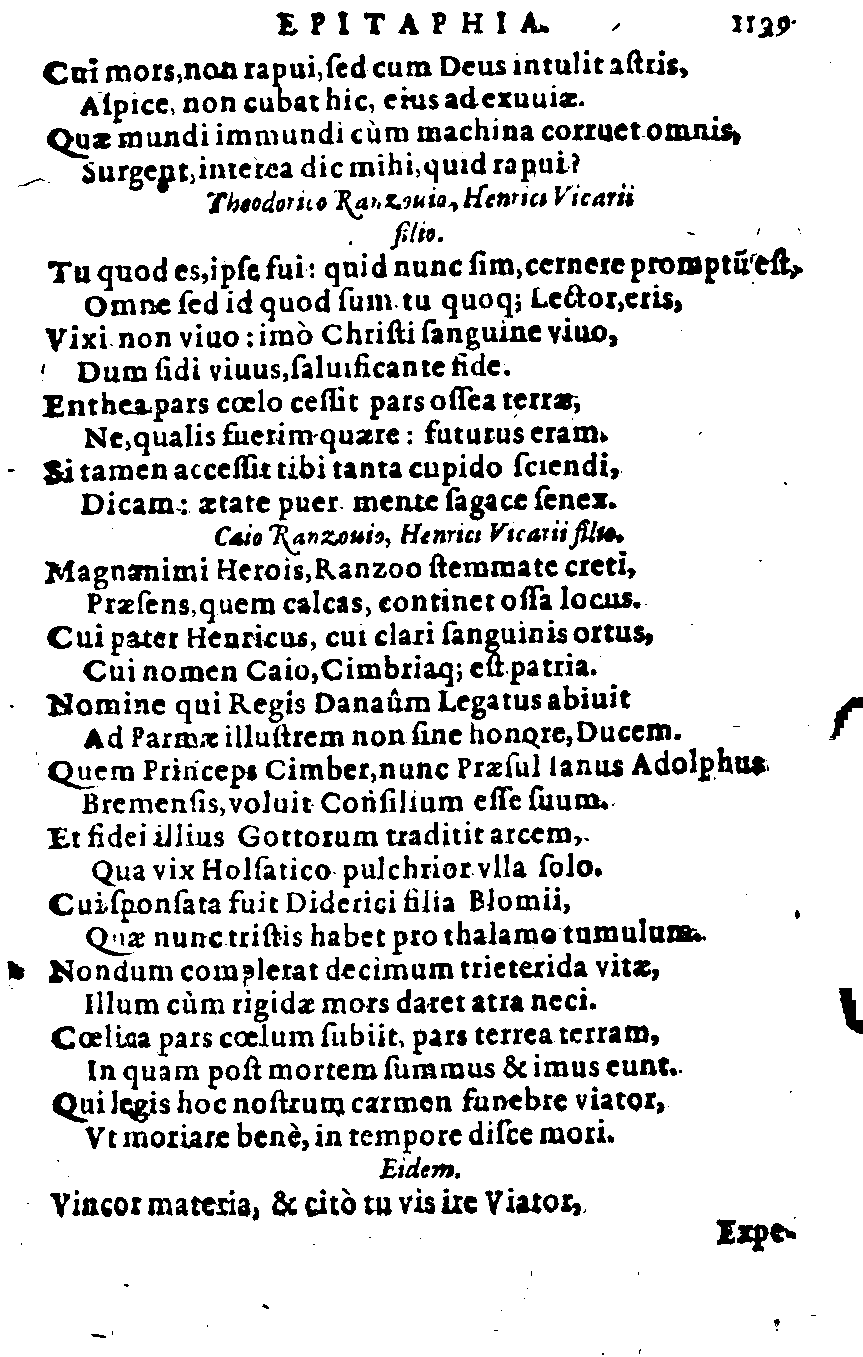 EPITAPHIA. 1139
Cui mors, non rapui, ſed cum Deus intulit aſtris,
Aſpice, non cubat hic, eius ad exuuiæ.
Quæ mundi immundi cùm machina corruet omnis,
Surgent, interea dic mihi, quid rapui?
Theodorico Ranzouio, Henrici Vicarii
filio.
Tu quod es, ipſe fui: quid nunc ſim, cernere promptũ eſt,
Omne ſed id quod ſum tu quoq; Lector, eris,
Vixi non viuo: imò Chriſti ſanguine viuo,
Dum fidi viuus, ſaluificante fide.
Enthea pars cœlo ceſſit pars oſſea terræ,
Ne, qualis fuerim quære: futurus eram.
Si tamen acceſſit tibi tanta cupido ſciendi,
Dicam: ætate puer mente ſagace ſenex.
Caio Ranzouio, Henrici Vicarii filio.
Magnanimi Herois, Ranzoo ſtemmate creti,
Præſens, quem calcas, continet oſſa locus.
Cui pater Henricus, cui clari ſanguinis ortus,
Cui nomen Caio, Cimbriaq; eſt patria.
Nomine qui Regis Danaûm Legatus abiuit
Ad Parmæ illuſtrem non ſine honore, Ducem.
Quem Princeps Cimber, nunc Præſul Ianus Adolphus
Bremenſis, voluit Conſilium eſſe ſuum.
Et fidei illius Gottorum traditit arcem,
Qua vix Holſatico pulchrior vlla ſolo.
Cui ſponſata fuit Diderici filia Blomii,
Quæ nunc triſtis habet pro thalamo tumulum.
Nondum complerat decimum trieterida vitæ,
Illum cùm rigidæ mors daret atra neci.
Cœlica pars cœlum ſubiit, pars terrea terram,
In quam poſt mortem ſummus & imus eunt.
Qui legis hoc noſtrum carmen funebre viator,
Vt moriare benè, in tempore diſce mori.
Eidem.
Vincor materia, & citò tu vis ire Viator,
Expe-